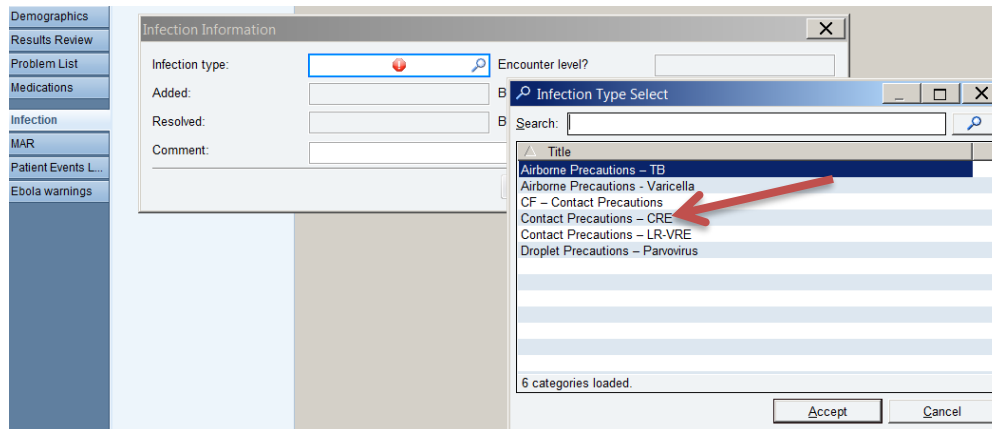 Demographics
Results Review
Problem List
Medications
Infection
MAR
Patient Events L...
Ebola warnings
Infection Information
Infection type:
Encounter level?
Added:
B
Resolved:
B
Comment:
Infection Type Select
Search:
Title
Airborne Precautions – TB
Airborne Precautions - Varicella
CF – Contact Precautions
Contact Precautions – CRE
Contact Precautions – LR-VRE
Droplet Precautions – Parvovirus
6 categories loaded.
Accept Cancel